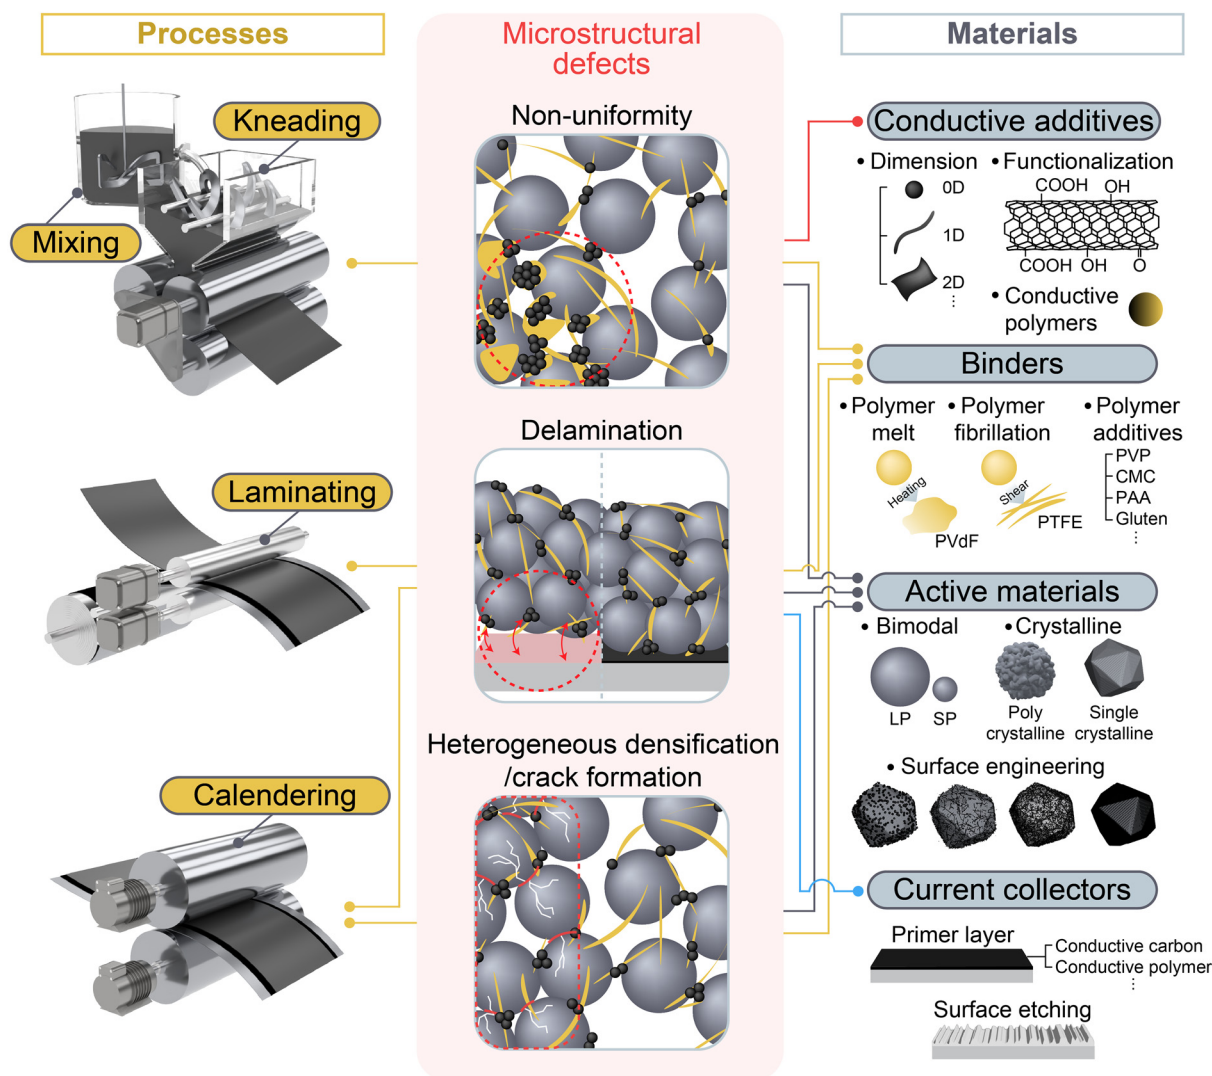 Processes
Kneading
Mixing
Laminating
Calendering
Microstructural
defects
Non-uniformity
Delamination
Heterogeneous densification
/crack formation
Materials
Conductive additives
• Dimension
0D
1D
2D
⋮
• Functionalization
COOH OH
COOH OH O
• Conductive
polymers
Binders
• Polymer
melt
Heating
PVdF
• Polymer
fibrillation
Shear
PTFE
• Polymer
additives
PVP
CMC
PAA
Gluten
⋮
Active materials
• Bimodal
LP SP
• Crystalline
Poly
crystalline
Single
crystalline
• Surface engineering
Current collectors
Primer layer
Conductive carbon
Conductive polymer
⋮
Surface etching